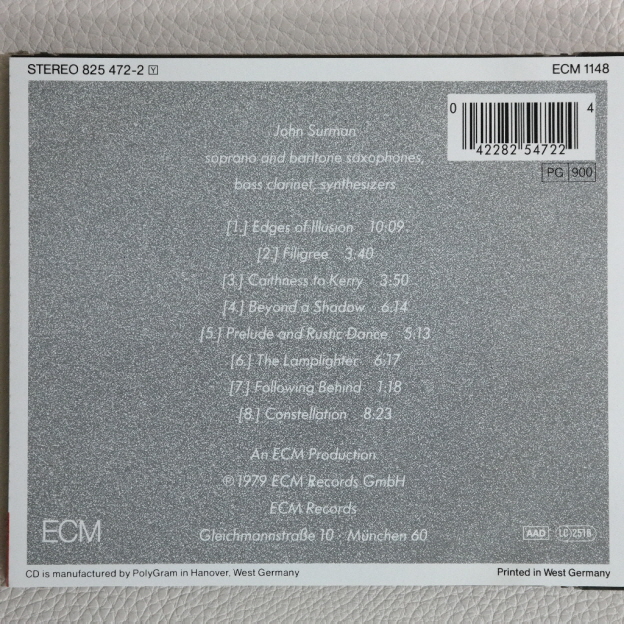 STEREO 825 472-2 Y
ECM 1148
0 42282 54722 4
PG 900
John Surman
soprano and baritone saxophones,
bass clarinet, synthesizers
[1.] Edges of Illusion 10:09
[2.] Filigree 3:40
[3.] Caithness to Kerry 3:50
[4.] Beyond a Shadow 6:14
[5.] Prelude and Rustic Dance 5:13
[6.] The Lamplighter 6:17
[7.] Following Behind 1:18
[8.] Constellation 8:23
An ECM Production
℗ 1979 ECM Records GmbH
ECM Records
Gleichmannstraße 10 · München 60
ECM
AAD LC 2516
CD is manufactured by PolyGram in Hanover, West Germany
Printed in West Germany